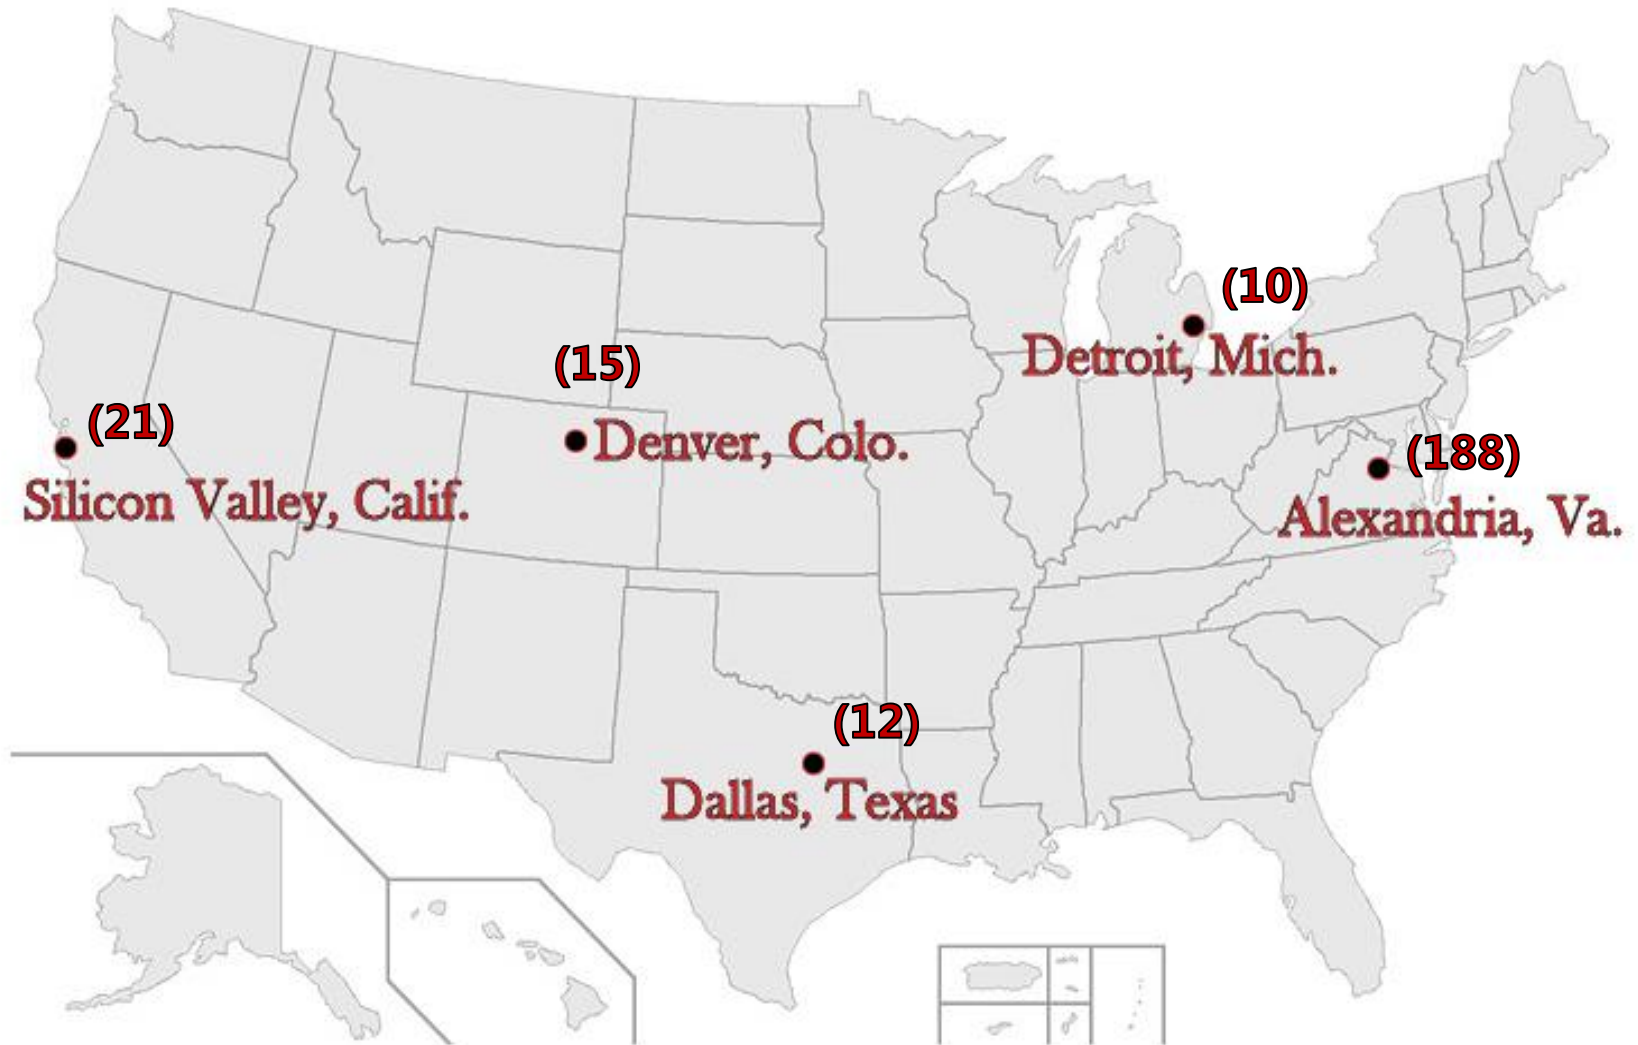 (10)
Detroit, Mich.
(15)
Denver, Colo.
(21)
Silicon Valley, Calif.
(188)
Alexandria, Va.
(12)
Dallas, Texas